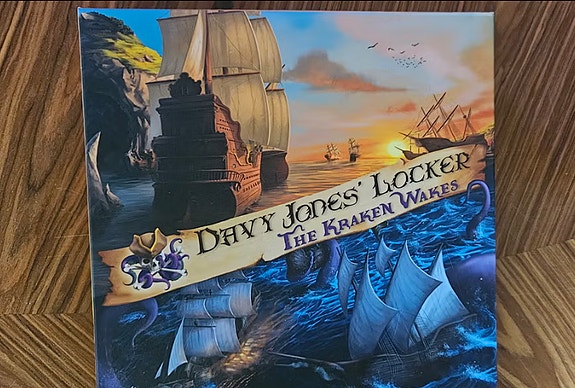 Davy Jones' Locker
The Kraken Wakes